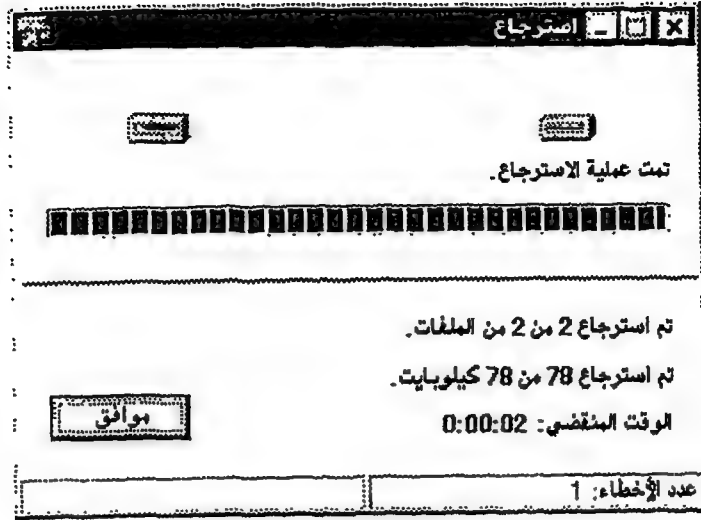 استرجاع
تمت عملية الاسترجاع.
تم استرجاع 2 من 2 من الملفات.
تم استرجاع 78 من 78 كيلوبايت.
الوقت المنقضي: 0:00:02
موافق
عدد الأخطاء: 1